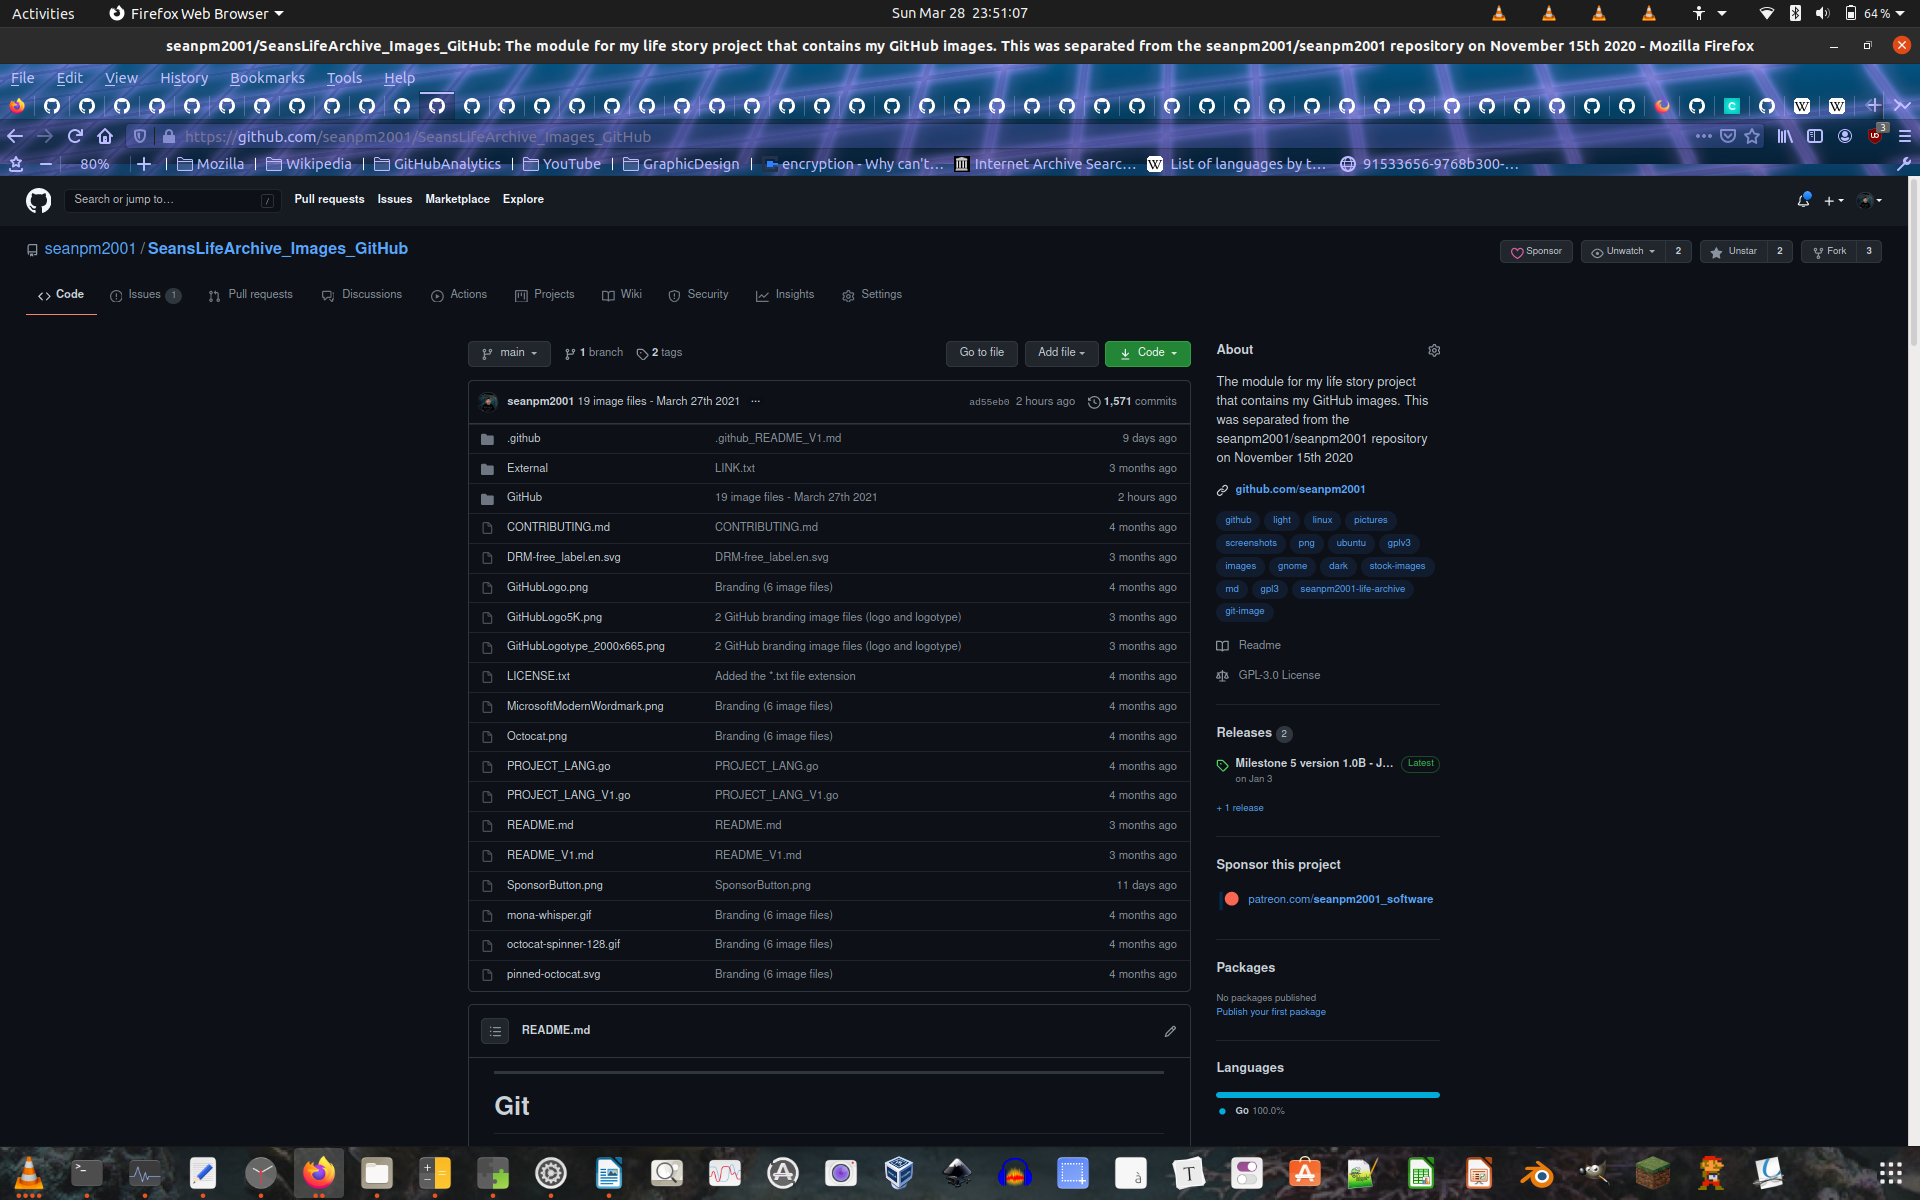 Activities
Firefox Web Browser
Sun Mar 28 23:51:07
64 %
seanpm2001/SeansLifeArchive_Images_GitHub: The module for my life story project that contains my GitHub images. This was separated from the seanpm2001/seanpm2001 repository on November 15th 2020 - Mozilla Firefox
File Edit View History Bookmarks Tools Help
https://github.com/seanpm2001/SeansLifeArchive_Images_GitHub
3
80%
Mozilla
Wikipedia
GitHubAnalytics
YouTube
GraphicDesign
encryption - Why can't…
Internet Archive Searc…
List of languages by t…
91533656-9768b300-…
Search or jump to…
/
Pull requests Issues Marketplace Explore
seanpm2001 / SeansLifeArchive_Images_GitHub
Sponsor
Unwatch 2
Unstar 2
Fork 3
Code
Issues 1
Pull requests
Discussions
Actions
Projects
Wiki
Security
Insights
Settings
main
1 branch
2 tags
Go to file
Add file
Code
seanpm2001 19 image files - March 27th 2021 …
ad55eb0 2 hours ago 1,571 commits
.github .github_README_V1.md 9 days ago
External LINK.txt 3 months ago
GitHub 19 image files - March 27th 2021 2 hours ago
CONTRIBUTING.md CONTRIBUTING.md 4 months ago
DRM-free_label.en.svg DRM-free_label.en.svg 3 months ago
GitHubLogo.png Branding (6 image files) 4 months ago
GitHubLogo5K.png 2 GitHub branding image files (logo and logotype) 3 months ago
GitHubLogotype_2000x665.png 2 GitHub branding image files (logo and logotype) 3 months ago
LICENSE.txt Added the *.txt file extension 4 months ago
MicrosoftModernWordmark.png Branding (6 image files) 4 months ago
Octocat.png Branding (6 image files) 4 months ago
PROJECT_LANG.go PROJECT_LANG.go 4 months ago
PROJECT_LANG_V1.go PROJECT_LANG_V1.go 4 months ago
README.md README.md 3 months ago
README_V1.md README_V1.md 3 months ago
SponsorButton.png SponsorButton.png 11 days ago
mona-whisper.gif Branding (6 image files) 4 months ago
octocat-spinner-128.gif Branding (6 image files) 4 months ago
pinned-octocat.svg Branding (6 image files) 4 months ago
README.md
Git
About
The module for my life story project
that contains my GitHub images. This
was separated from the
seanpm2001/seanpm2001 repository
on November 15th 2020
github.com/seanpm2001
github light linux pictures
screenshots png ubuntu gplv3
images gnome dark stock-images
md gpl3 seanpm2001-life-archive
git-image
Readme
GPL-3.0 License
Releases 2
Milestone 5 version 1.0B - J… Latest
on Jan 3
+ 1 release
Sponsor this project
patreon.com/seanpm2001_software
Packages
No packages published
Publish your first package
Languages
Go 100.0%